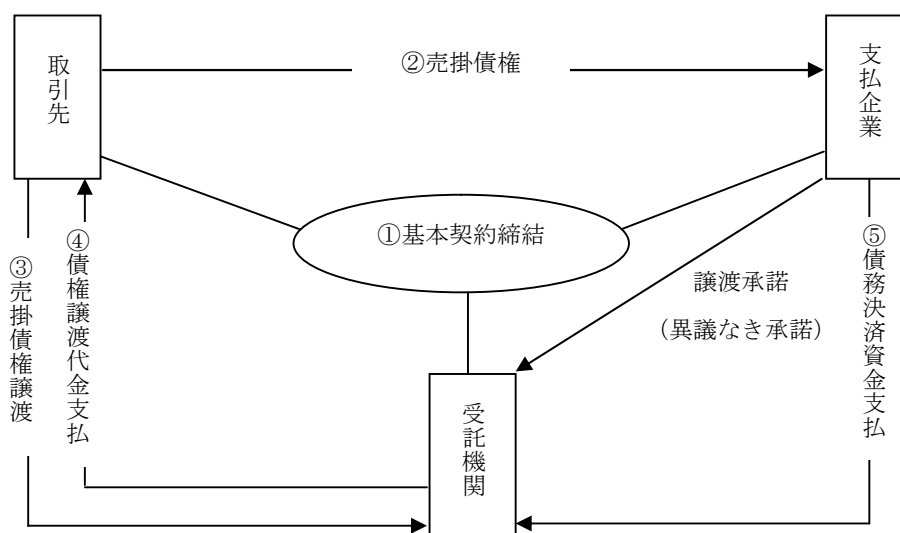 取引先
②売掛債権
支払企業
①基本契約締結
③売掛債権譲渡
④債権譲渡代金支払
譲渡承諾
（異議なき承諾）
⑤債務決済資金支払
受託機関